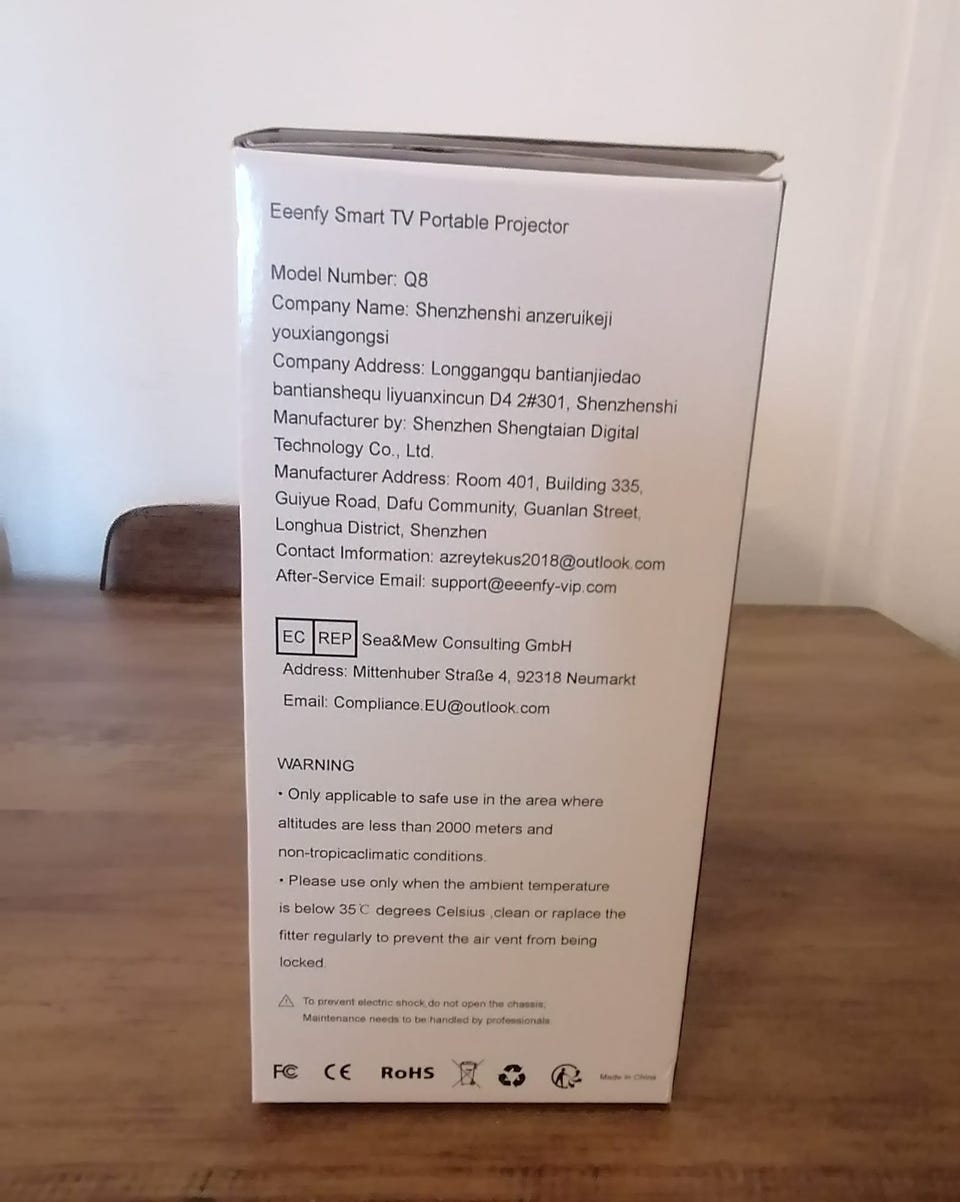 Eeenfy Smart TV Portable Projector
Model Number: Q8
Company Name: Shenzhenshi anzeruikeji
youxiangongsi
Company Address: Longgangqu bantianjiedao
bantianshequ liyuanxincun D4 2#301, Shenzhenshi
Manufacturer by: Shenzhen Shengtaian Digital
Technology Co., Ltd.
Manufacturer Address: Room 401, Building 335,
Guiyue Road, Dafu Community, Guanlan Street,
Longhua District, Shenzhen
Contact Imformation: azreytekus2018@outlook.com
After-Service Email: support@eeenfy-vip.com
EC REP Sea&Mew Consulting GmbH
Address: Mittenhuber Straße 4, 92318 Neumarkt
Email: Compliance.EU@outlook.com
WARNING
• Only applicable to safe use in the area where
altitudes are less than 2000 meters and
non-tropicaclimatic conditions.
• Please use only when the ambient temperature
is below 35℃ degrees Celsius ,clean or raplace the
fitter regularly to prevent the air vent from being
locked.
To prevent electric shock,do not open the chassis.
Maintenance needs to be handled by professionals
FC CE RoHS Made in China